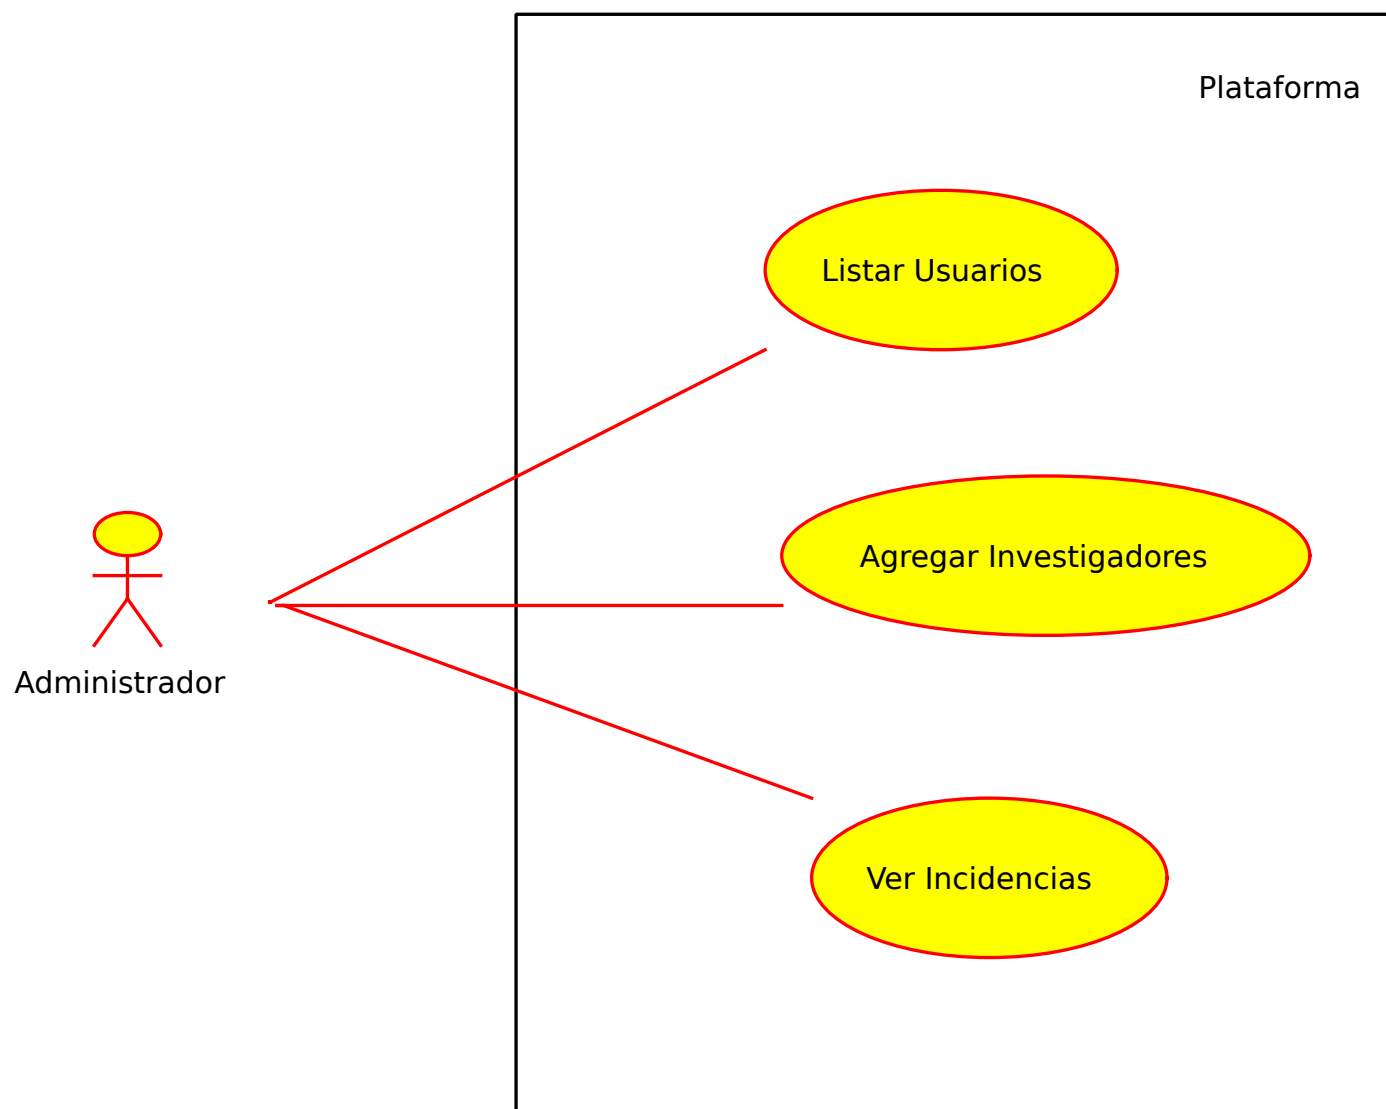 Plataforma
Listar Usuarios
Agregar Investigadores
Administrador
Ver Incidencias